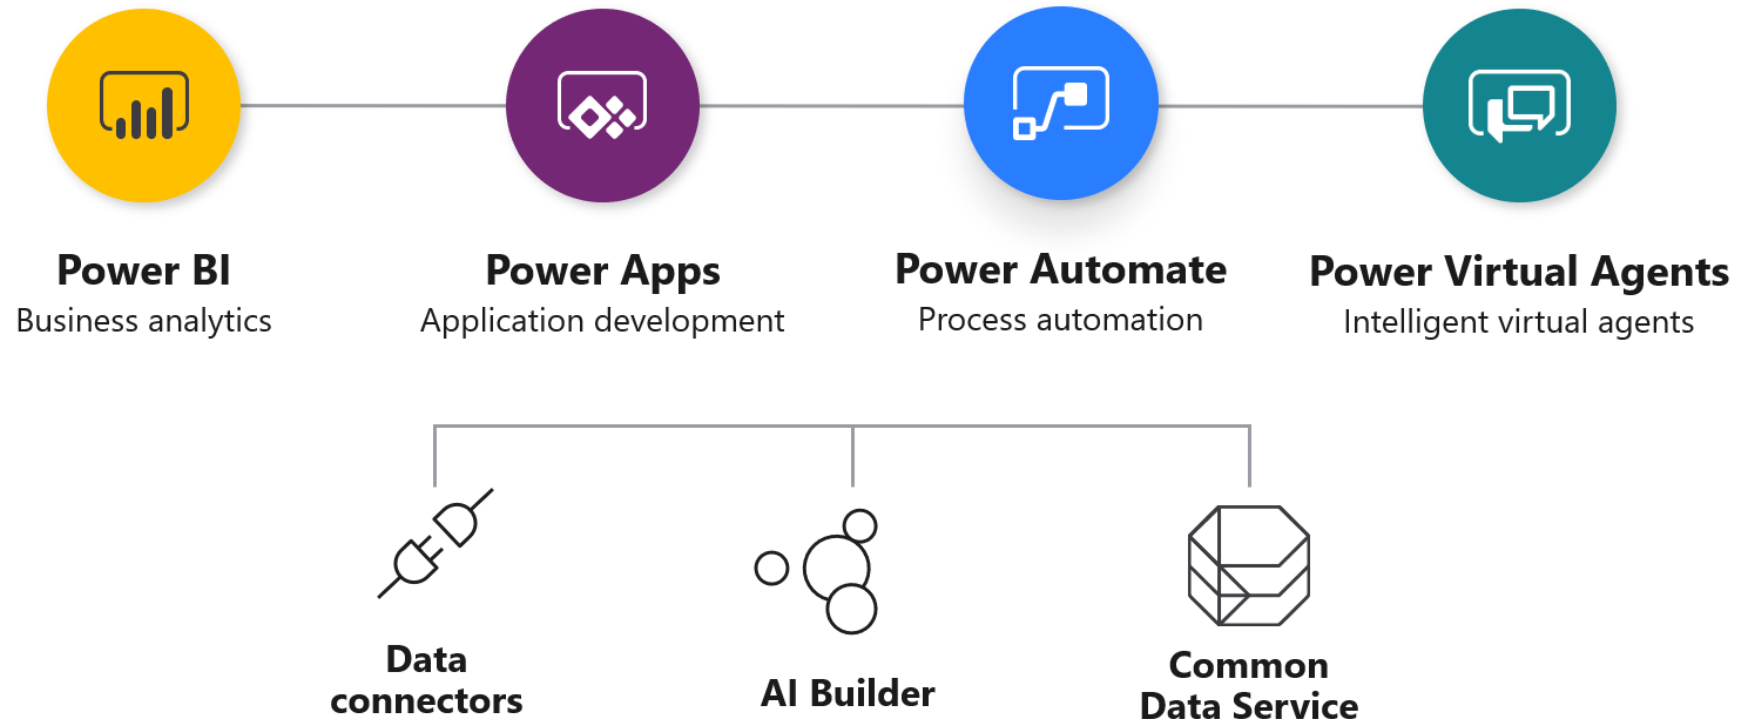 Power BI
Business analytics
Power Apps
Application development
Power Automate
Process automation
Power Virtual Agents
Intelligent virtual agents
Data
connectors
AI Builder
Common
Data Service